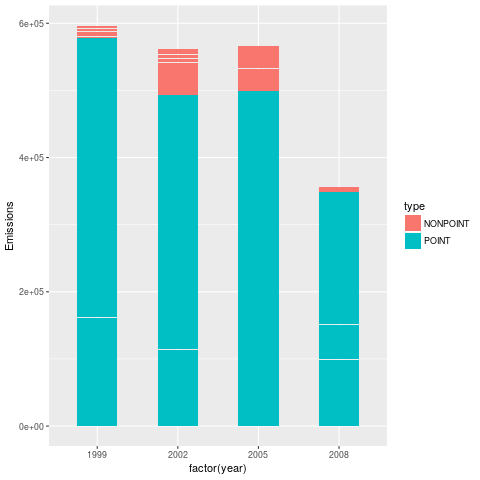 6e+05
4e+05
2e+05
0e+00
Emissions
1999 2002 2005 2008
factor(year)
type
NONPOINT
POINT